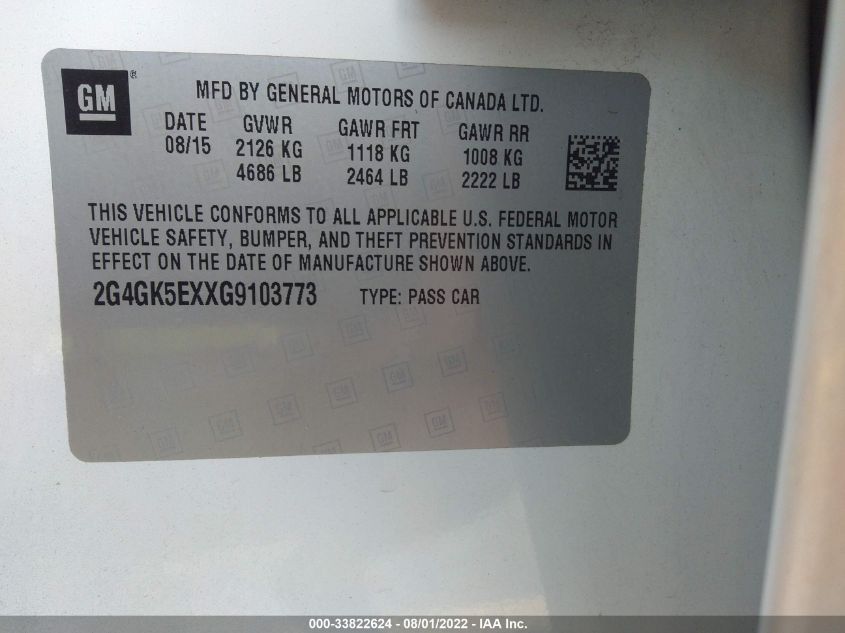 GM®
MFD BY GENERAL MOTORS OF CANADA LTD.
DATE GVWR GAWR FRT GAWR RR
08/15 2126 KG 1118 KG 1008 KG
4686 LB 2464 LB 2222 LB
THIS VEHICLE CONFORMS TO ALL APPLICABLE U.S. FEDERAL MOTOR
VEHICLE SAFETY, BUMPER, AND THEFT PREVENTION STANDARDS IN
EFFECT ON THE DATE OF MANUFACTURE SHOWN ABOVE.
2G4GK5EXXG9103773 TYPE: PASS CAR
000-33822624 - 08/01/2022 - IAA Inc.